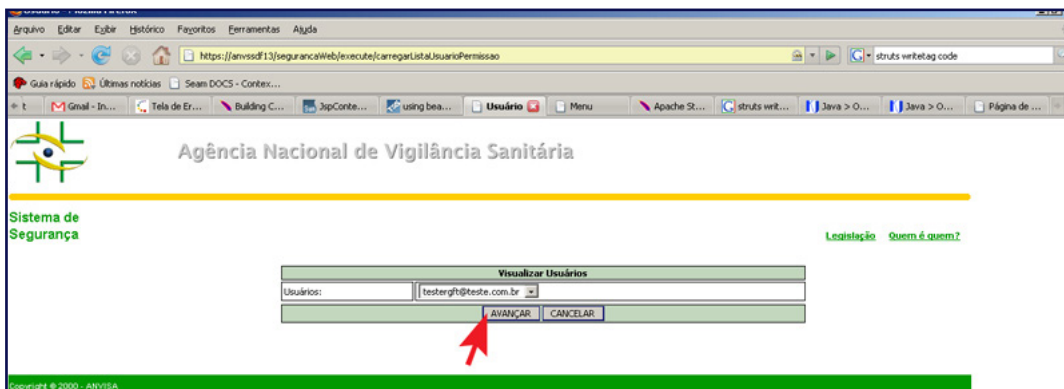 Usuário - Mozilla Firefox
Arquivo Editar Exibir Histórico Favoritos Ferramentas Ajuda
https://anvssdf13/segurancaWeb/execute/carregarListaUsuarioPermissao
G struts writetag code
Guia rápido Últimas notícias Seam DOCS - Contex...
t Gmail - In... Tela de Er... Building C... JspConte... using bea... Usuário Menu Apache St... struts writ... Java > O... Java > O... Página de ...
Agência Nacional de Vigilância Sanitária
Sistema de
Segurança
Legislação Quem é quem?
Visualizar Usuários
Usuários: testergft@teste.com.br
AVANÇAR CANCELAR
Copyright © 2000 - ANVISA